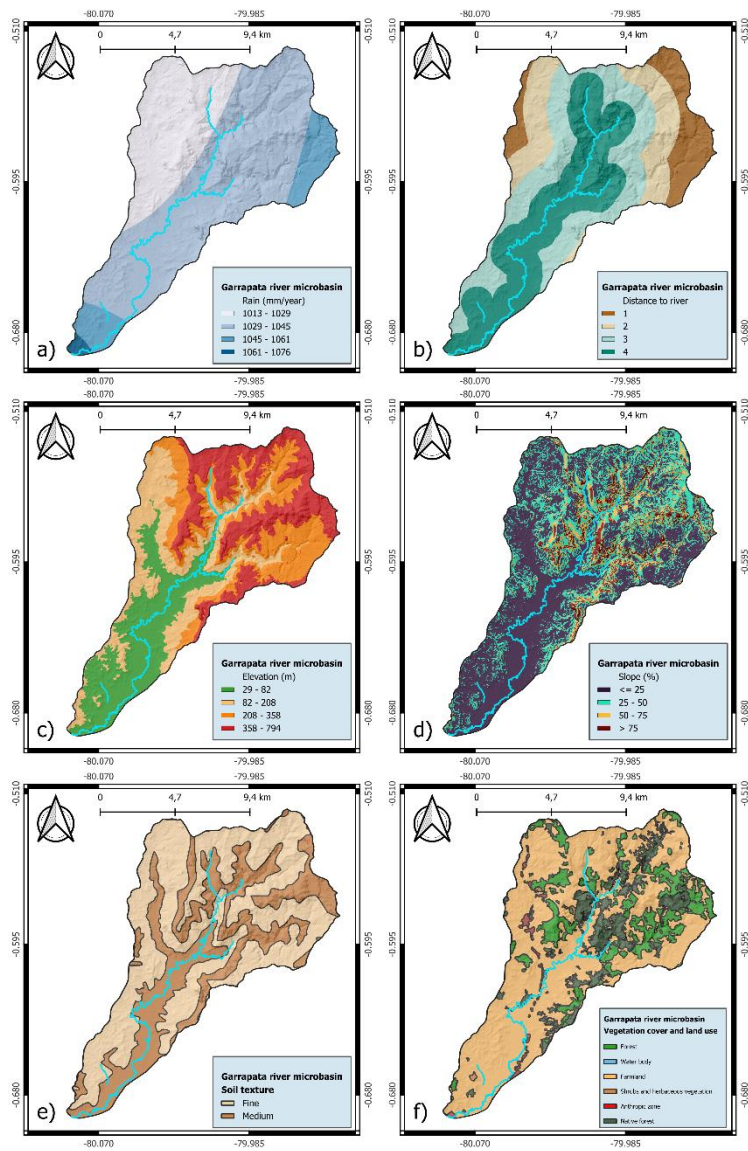 -80.070 -79.985 -80.070 -79.985
-0.510 -0.510
0 4,7 9,4 km 0 4,7 9,4 km
-0.595 -0.595
Garrapata river microbasin
Rain (mm/year)
1013 - 1029
1029 - 1045
1045 - 1061
1061 - 1076
Garrapata river microbasin
Distance to river
1
2
3
4
-0.680 -0.680
a) b)
-80.070 -79.985 -80.070 -79.985
-0.510 -0.510
0 4,7 9,4 km 0 4,7 9,4 km
-0.595 -0.595
Garrapata river microbasin
Elevation (m)
29 - 82
82 - 208
208 - 358
358 - 794
Garrapata river microbasin
Slope (%)
<= 25
25 - 50
50 - 75
> 75
-0.680 -0.680
c) d)
-80.070 -79.985 -80.070 -79.985
-0.510 -0.510
0 4,7 9,4 km 0 4,7 9,4 km
-0.595 -0.595
Garrapata river microbasin
Soil texture
Fine
Medium
Garrapata river microbasin
Vegetation cover and land use
Forest
Water body
Farmland
Shrubs and herbaceous vegetation
Anthropic zone
Native forest
-0.680 -0.680
e) f)
-80.070 -79.985 -80.070 -79.985